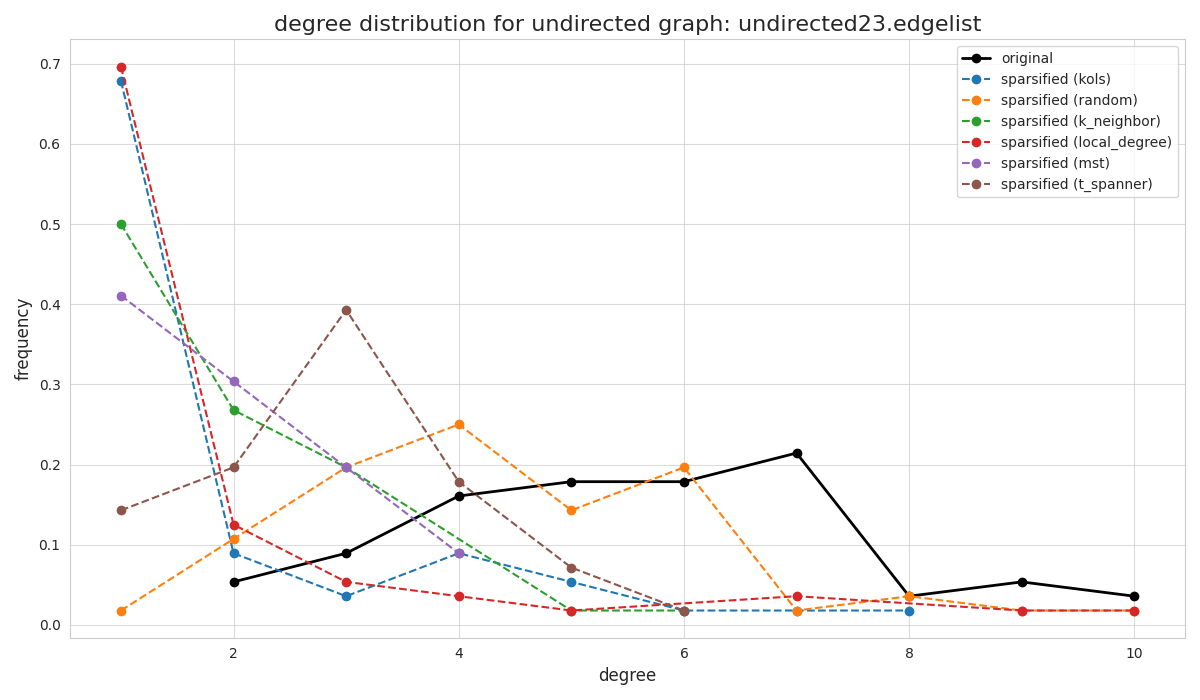 degree distribution for undirected graph: undirected23.edgelist
original
sparsified (kols)
sparsified (random)
sparsified (k_neighbor)
sparsified (local_degree)
sparsified (mst)
sparsified (t_spanner)
frequency
0.7
0.6
0.5
0.4
0.3
0.2
0.1
0.0
2 4 6 8 10
degree